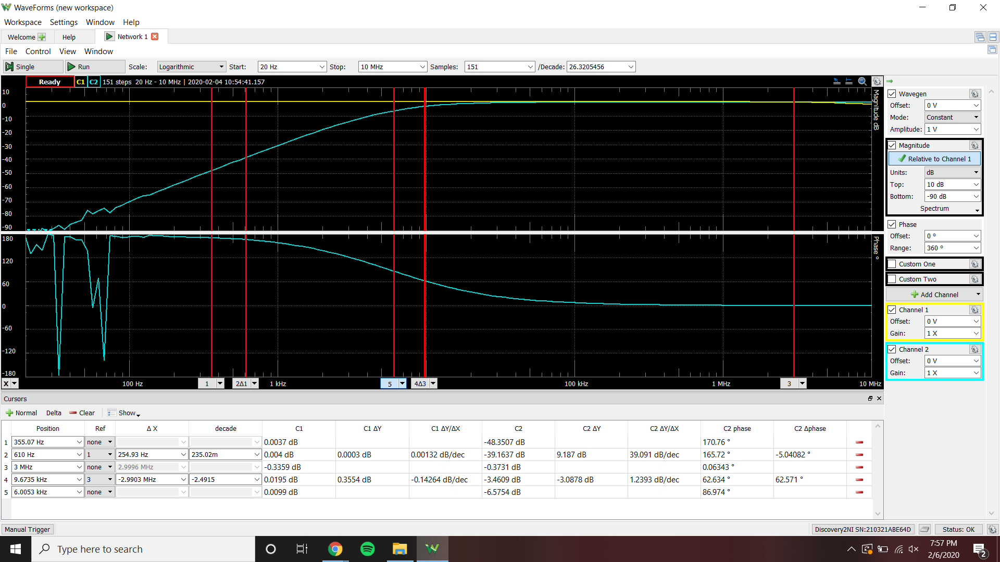 WaveForms (new workspace)
Workspace Settings Window Help
Welcome Help Network 1
File Control View Window
Single Run Scale: Logarithmic Start: 20 Hz Stop: 10 MHz Samples: 151 /Decade: 26.3205456
Ready C1 C2 151 steps 20 Hz - 10 MHz | 2020-02-04 10:54:41.157
10
0
-10
-20
-30
-40
-50
-60
-70
-80
-90
Magnitude dB
180
120
60
0
-60
-120
-180
Phase °
X 100 Hz 1 2Δ1 1 kHz 5 4Δ3 100 kHz 1 MHz 3 10 MHz
Wavegen
Offset: 0 V
Mode: Constant
Amplitude: 1 V
Magnitude
Relative to Channel 1
Units: dB
Top: 10 dB
Bottom: -90 dB
Spectrum
Phase
Offset: 0 °
Range: 360 °
Custom One
Custom Two
Add Channel
Channel 1
Offset: 0 V
Gain: 1 X
Channel 2
Offset: 0 V
Gain: 1 X
Cursors
Normal Delta Clear Show
Position Ref Δ X decade C1 C1 ΔY C1 ΔY/ΔX C2 C2 ΔY C2 ΔY/ΔX C2 phase C2 Δphase
1 355.07 Hz none 0.0037 dB -48.3507 dB 170.76 °
2 610 Hz 1 254.93 Hz 235.02m 0.004 dB 0.0003 dB 0.00132 dB/dec -39.1637 dB 9.187 dB 39.091 dB/dec 165.72 ° -5.04082 °
3 3 MHz none 2.9996 MHz -0.3359 dB -0.3731 dB 0.06343 °
4 9.6735 kHz 3 -2.9903 MHz -2.4915 0.0195 dB 0.3554 dB -0.14264 dB/dec -3.4609 dB -3.0878 dB 1.2393 dB/dec 62.634 ° 62.571 °
5 6.0053 kHz none 0.0099 dB -6.5754 dB 86.974 °
Manual Trigger Discovery2NI SN:210321ABE64D Status: OK
Type here to search
7:57 PM
2/6/2020
2